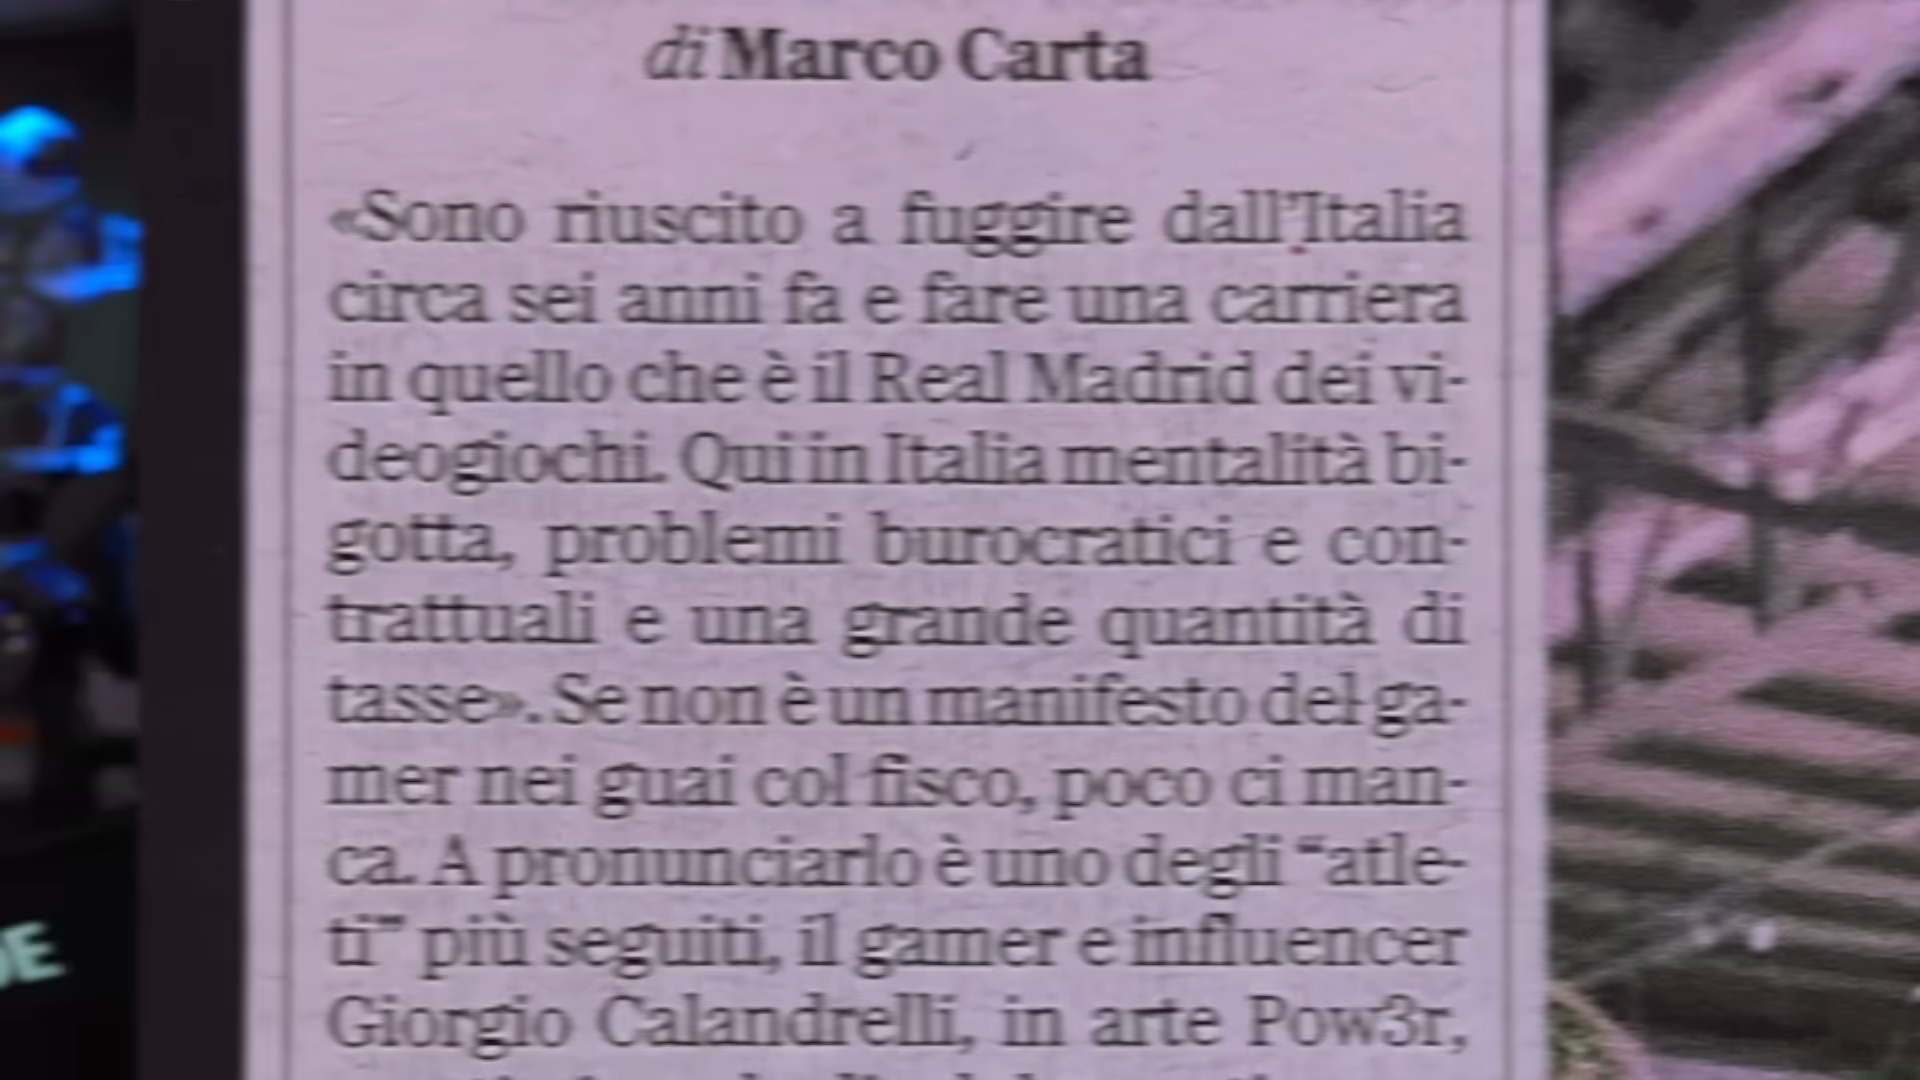 di Marco Carta
«Sono riuscito a fuggire dall'Italia
circa sei anni fa e fare una carriera
in quello che è il Real Madrid dei vi-
deogiochi. Qui in Italia mentalità bi-
gotta, problemi burocratici e con-
trattuali e una grande quantità di
tasse». Se non è un manifesto del ga-
mer nei guai col fisco, poco ci man-
ca. A pronunciarlo è uno degli “atle-
ti” più seguiti, il gamer e influencer
Giorgio Calandrelli, in arte Pow3r,